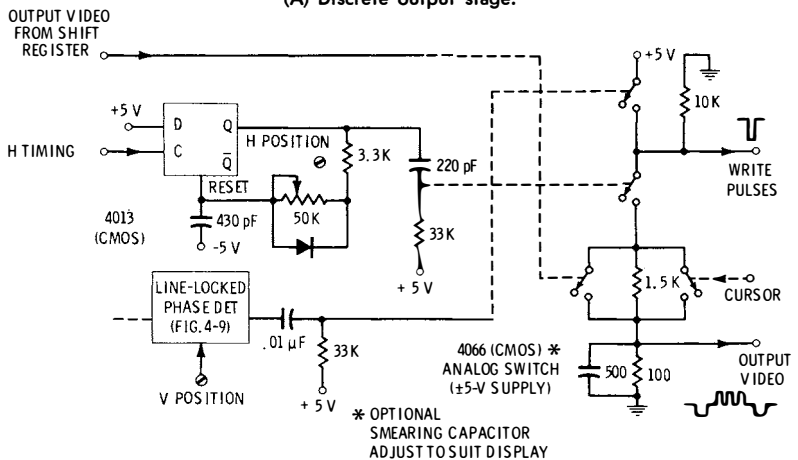 (A) Discrete output stage.
OUTPUT VIDEO
FROM SHIFT
REGISTER
+5 V
10K
+5 V
D
Q
H POSITION
H TIMING
C
Q̅
3.3K
220 pF
WRITE
PULSES
RESET
4013
(CMOS)
430 pF
-5 V
50K
33K
+ 5 V
1.5K
CURSOR
LINE-LOCKED
PHASE DET
(FIG. 4-9)
.01 µF
33K
V POSITION
+ 5 V
4066 (CMOS) *
ANALOG SWITCH
(±5-V SUPPLY)
500
100
OUTPUT
VIDEO
* OPTIONAL
SMEARING CAPACITOR
ADJUST TO SUIT DISPLAY